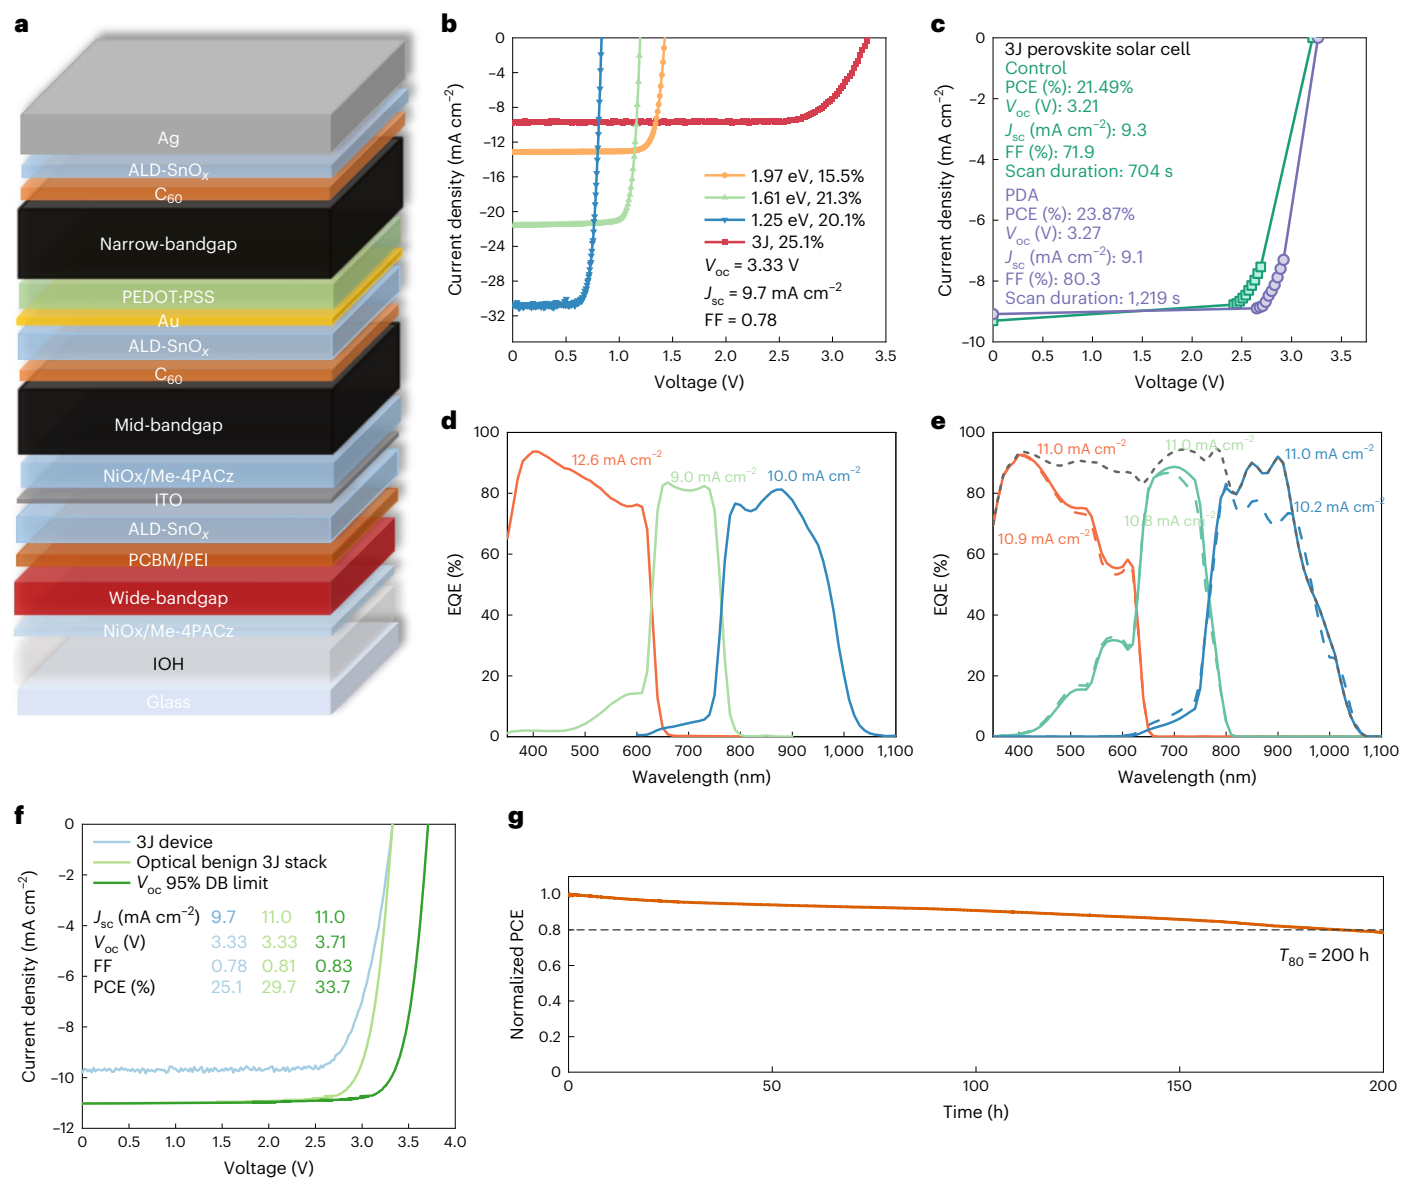 a
Ag
ALD-SnOx
C60
Narrow-bandgap
PEDOT:PSS
Au
ALD-SnOx
C60
Mid-bandgap
NiOx/Me-4PACz
ITO
ALD-SnOx
PCBM/PEI
Wide-bandgap
NiOx/Me-4PACz
IOH
Glass
b
Current density (mA cm−2)
0
−4
−8
−12
−16
−20
−24
−28
−32
1.97 eV, 15.5%
1.61 eV, 21.3%
1.25 eV, 20.1%
3J, 25.1%
Voc = 3.33 V
Jsc = 9.7 mA cm−2
FF = 0.78
0 0.5 1.0 1.5 2.0 2.5 3.0 3.5
Voltage (V)
c
Current density (mA cm−2)
0
−2
−4
−6
−8
−10
3J perovskite solar cell
Control
PCE (%): 21.49%
Voc (V): 3.21
Jsc (mA cm−2): 9.3
FF (%): 71.9
Scan duration: 704 s
PDA
PCE (%): 23.87%
Voc (V): 3.27
Jsc (mA cm−2): 9.1
FF (%): 80.3
Scan duration: 1,219 s
0 0.5 1.0 1.5 2.0 2.5 3.0 3.5
Voltage (V)
d
EQE (%)
100
80
60
40
20
0
12.6 mA cm−2
9.0 mA cm−2
10.0 mA cm−2
400 500 600 700 800 900 1,000 1,100
Wavelength (nm)
e
EQE (%)
100
80
60
40
20
0
11.0 mA cm−2
11.0 mA cm−2
11.0 mA cm−2
10.2 mA cm−2
10.8 mA cm−2
10.9 mA cm−2
400 500 600 700 800 900 1,000 1,100
Wavelength (nm)
f
Current density (mA cm−2)
0
−2
−4
−6
−8
−10
−12
3J device
Optical benign 3J stack
Voc 95% DB limit
Jsc (mA cm−2) 9.7 11.0 11.0
Voc (V) 3.33 3.33 3.71
FF 0.78 0.81 0.83
PCE (%) 25.1 29.7 33.7
0 0.5 1.0 1.5 2.0 2.5 3.0 3.5 4.0
Voltage (V)
g
Normalized PCE
1.0
0.8
0.6
0.4
0.2
0
T80 = 200 h
0 50 100 150 200
Time (h)